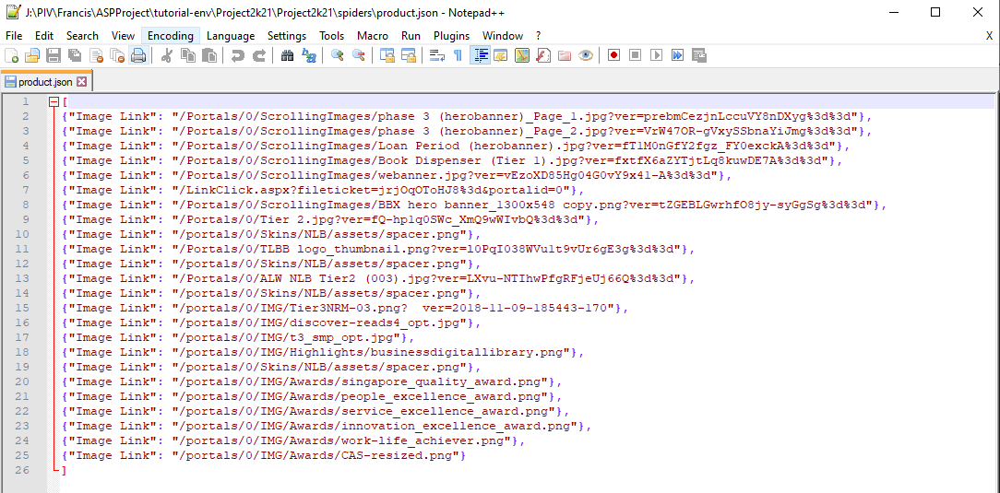 J:\PIV\Francis\ASPProject\tutorial-env\Project2k21\Project2k21\spiders\product.json - Notepad++
File Edit Search View Encoding Language Settings Tools Macro Run Plugins Window ? X
product.json
1 [
2 {"Image Link": "/Portals/0/ScrollingImages/phase 3 (herobanner)_Page_1.jpg?ver=prebmCezjnLccuVY8nDXyg%3d%3d"},
3 {"Image Link": "/Portals/0/ScrollingImages/phase 3 (herobanner)_Page_2.jpg?ver=VrW47OR-gVxySSbnaYiJmg%3d%3d"},
4 {"Image Link": "/Portals/0/ScrollingImages/Loan Period (herobanner).jpg?ver=fT1M0nGfY2fgz_FY0exckA%3d%3d"},
5 {"Image Link": "/Portals/0/ScrollingImages/Book Dispenser (Tier 1).jpg?ver=fxtfX6aZYTjtLq8kuwDE7A%3d%3d"},
6 {"Image Link": "/Portals/0/ScrollingImages/webanner.jpg?ver=vEzoXD85Hg04G0vY9x41-A%3d%3d"},
7 {"Image Link": "/LinkClick.aspx?fileticket=jrjOqOToHJ8%3d&portalid=0"},
8 {"Image Link": "/Portals/0/ScrollingImages/BBX hero banner_1300x548 copy.png?ver=tZGEBLGwrhfO8jy-syGgSg%3d%3d"},
9 {"Image Link": "/Portals/0/Tier 2.jpg?ver=fQ-hplq0SWc_XmQ9wWIvbQ%3d%3d"},
10 {"Image Link": "/portals/0/Skins/NLB/assets/spacer.png"},
11 {"Image Link": "/Portals/0/TLBB logo_thumbnail.png?ver=l0PqI038WVu1t9vUr6gE3g%3d%3d"},
12 {"Image Link": "/portals/0/Skins/NLB/assets/spacer.png"},
13 {"Image Link": "/Portals/0/ALW NLB Tier2 (003).jpg?ver=LXvu-NTIhwPfgRFjeUj66Q%3d%3d"},
14 {"Image Link": "/portals/0/Skins/NLB/assets/spacer.png"},
15 {"Image Link": "/portals/0/IMG/Tier3NRM-03.png?  ver=2018-11-09-185443-170"},
16 {"Image Link": "/portals/0/IMG/discover-reads4_opt.jpg"},
17 {"Image Link": "/portals/0/IMG/t3_smp_opt.jpg"},
18 {"Image Link": "/portals/0/IMG/Highlights/businessdigitallibrary.png"},
19 {"Image Link": "/portals/0/Skins/NLB/assets/spacer.png"},
20 {"Image Link": "/portals/0/IMG/Awards/singapore_quality_award.png"},
21 {"Image Link": "/portals/0/IMG/Awards/people_excellence_award.png"},
22 {"Image Link": "/portals/0/IMG/Awards/service_excellence_award.png"},
23 {"Image Link": "/portals/0/IMG/Awards/innovation_excellence_award.png"},
24 {"Image Link": "/portals/0/IMG/Awards/work-life_achiever.png"},
25 {"Image Link": "/portals/0/IMG/Awards/CAS-resized.png"}
26 ]